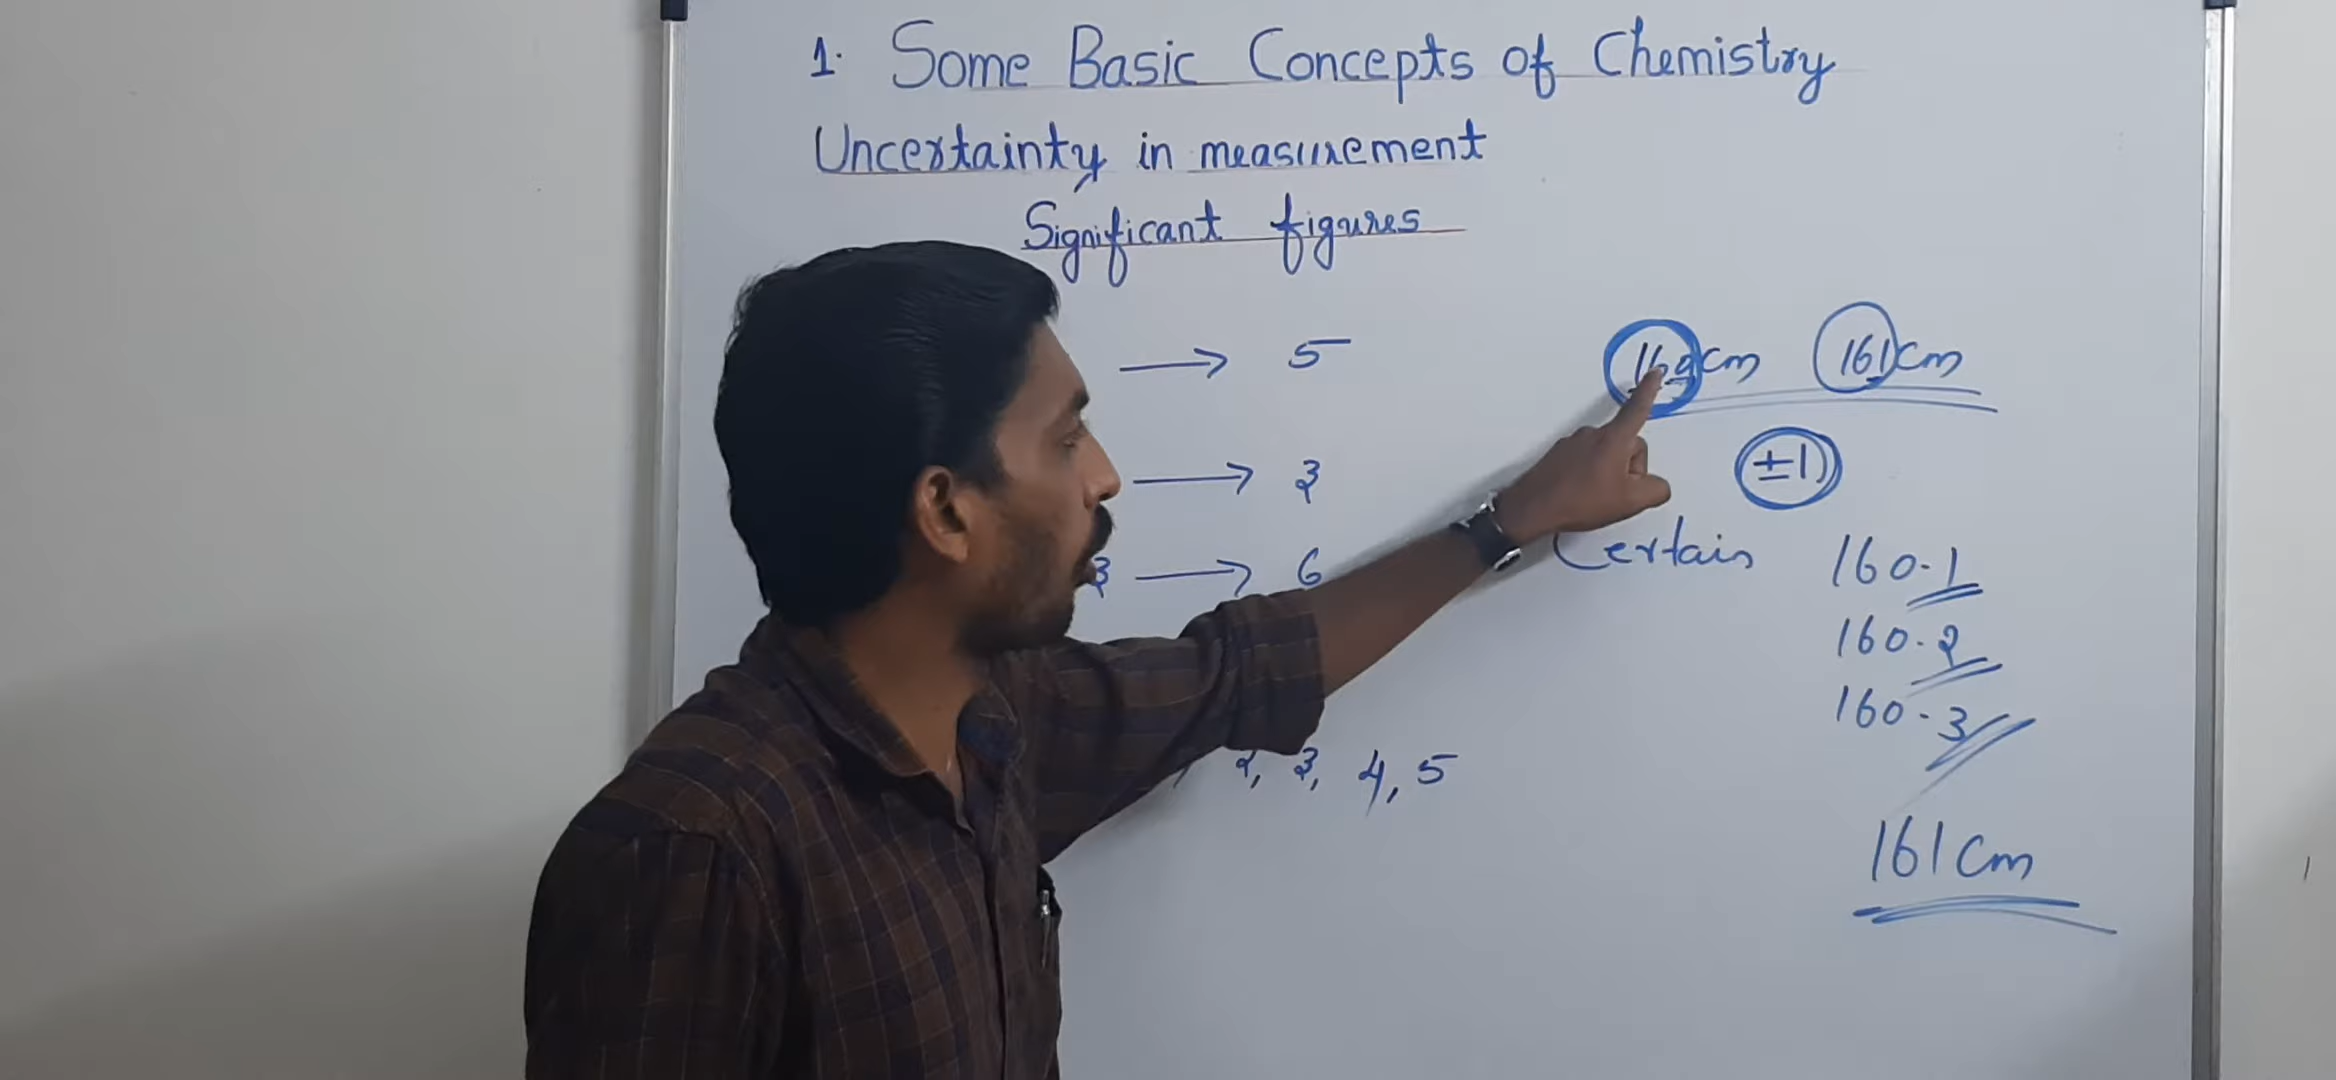 1. Some Basic Concepts of Chemistry
Uncertainty in measurement
Significant figures
→ 5
→ 3
3 → 6
2, 3, 4, 5
cm 161 cm
±1
Certain
160.1
160.2
160.3
161 cm